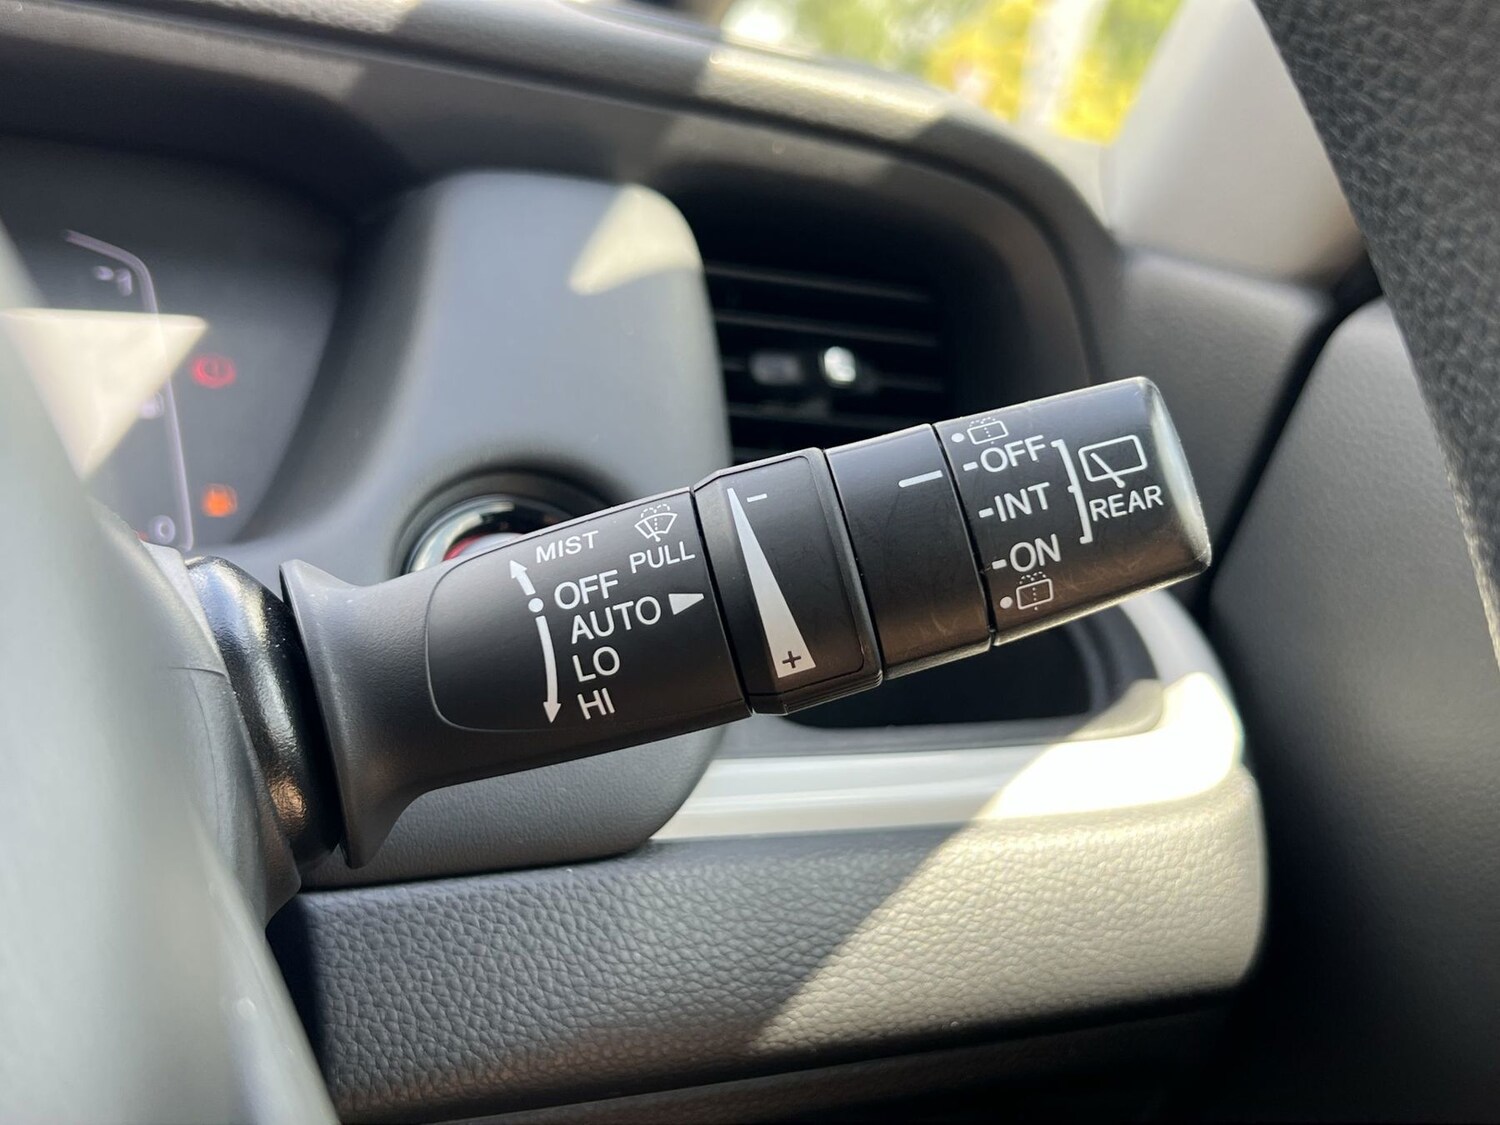 MIST
PULL
OFF
AUTO
LO
HI
-
+
OFF
INT
ON
REAR